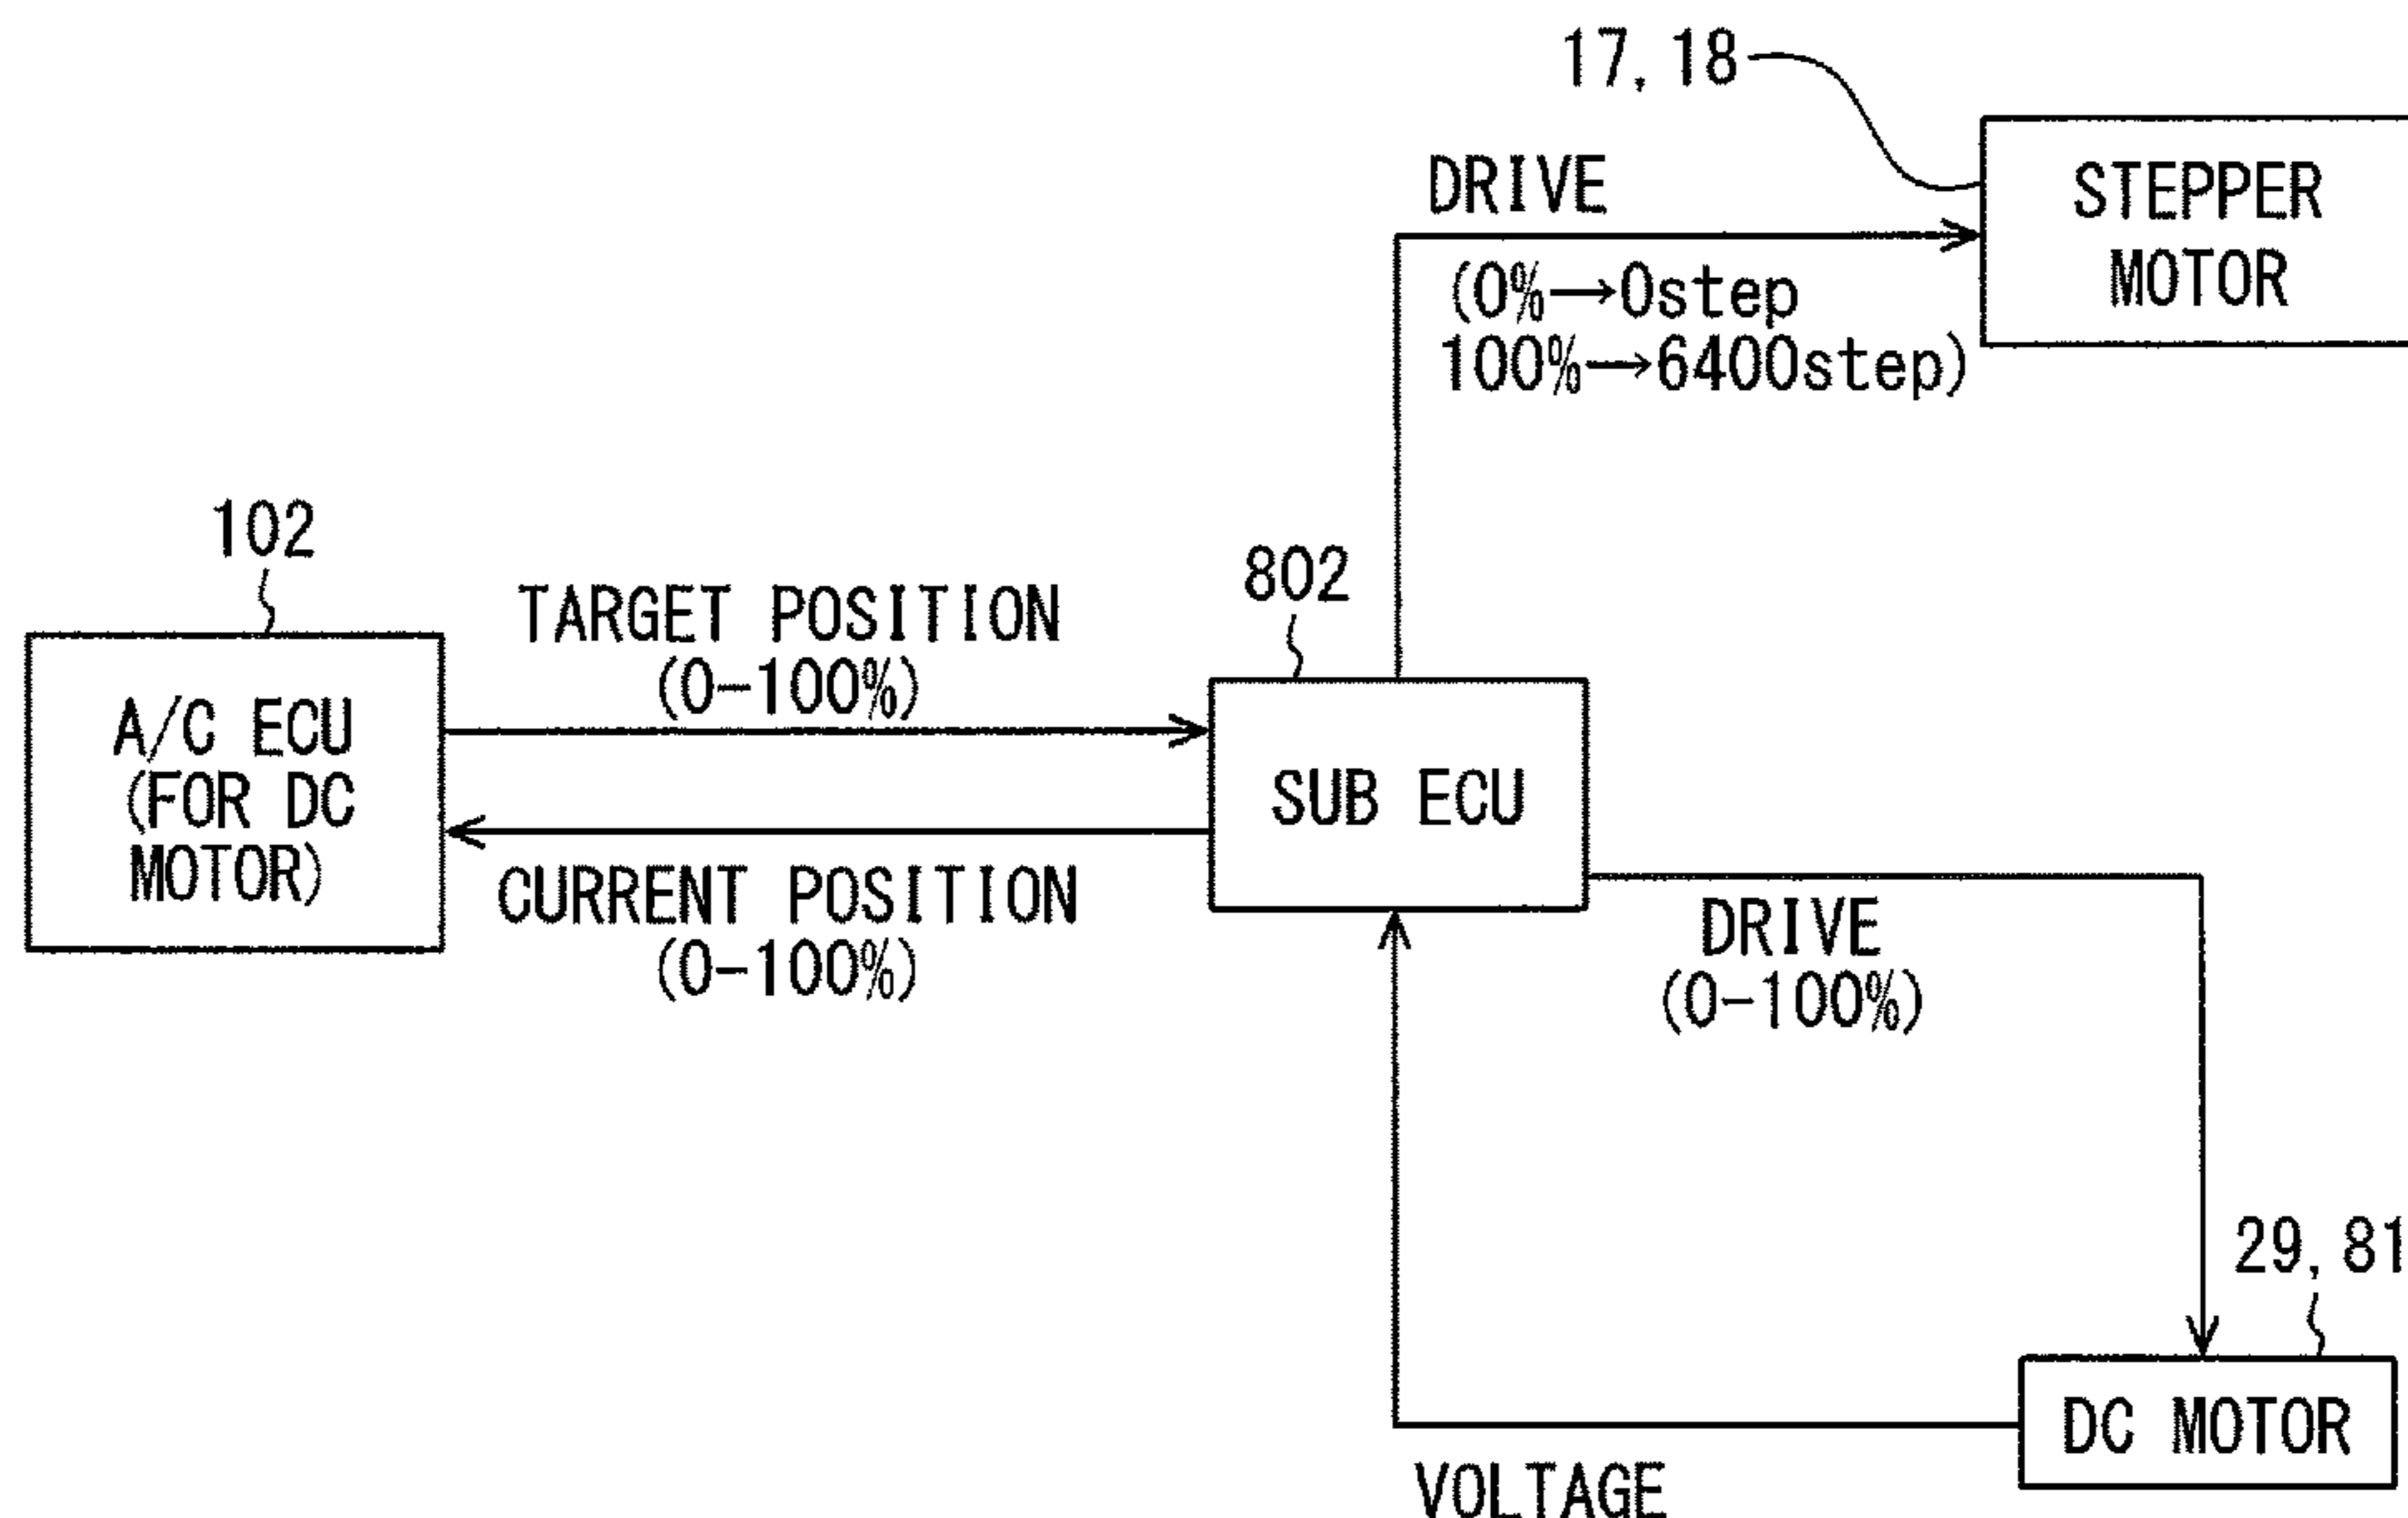 17, 18
STEPPER
MOTOR
DRIVE
(0%→0step
100%→6400step)
102
A/C ECU
(FOR DC
MOTOR)
TARGET POSITION
(0-100%)
CURRENT POSITION
(0-100%)
802
SUB ECU
DRIVE
(0-100%)
29, 81
DC MOTOR
VOLTAGE